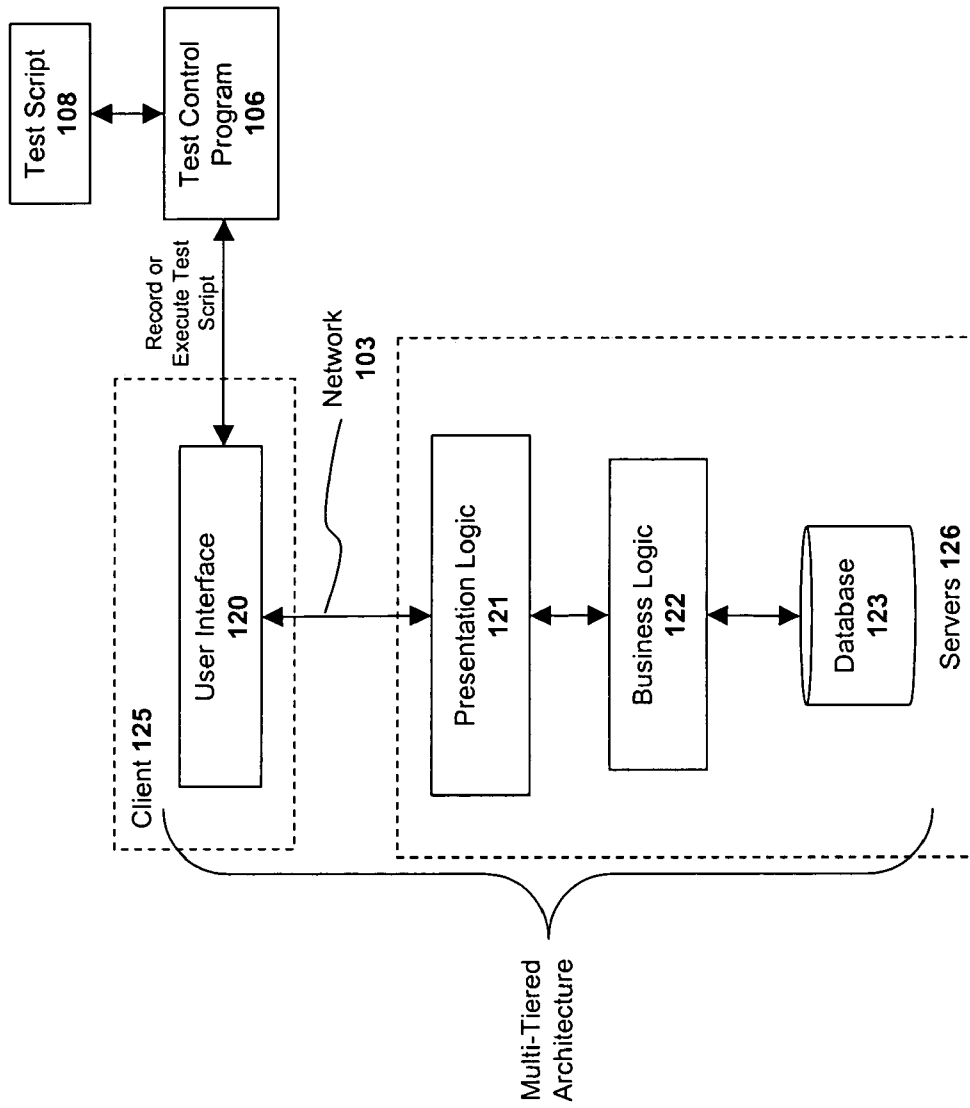 Test Script
108
Test Control
Program
106
Record or
Execute Test
Script
Client 125
User Interface
120
Network
103
Presentation Logic
121
Business Logic
122
Database
123
Servers 126
Multi-Tiered
Architecture